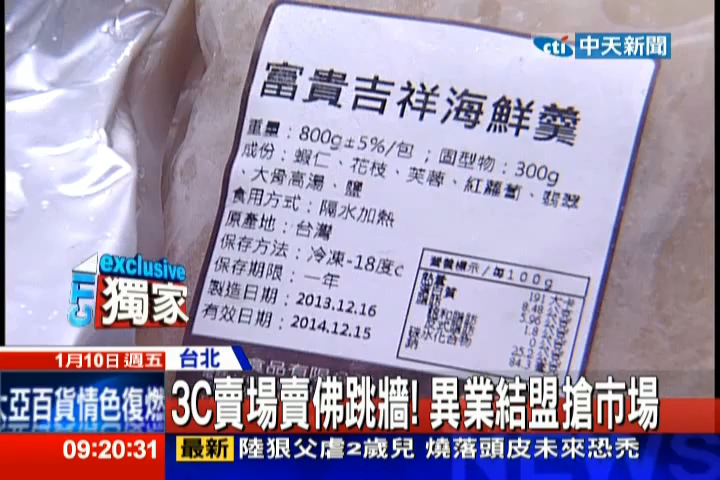 cti 中天新聞
富貴吉祥海鮮羹
重量：800g±5%/包；固型物：300g
成份：蝦仁、花枝、芙蓉、紅蘿蔔、翡翠
、大骨高湯、鹽
食用方式：隔水加熱
原產地：台灣
保存方法：冷凍-18度c
保存期限：一年
製造日期：2013.12.16
有效日期：2014.12.15
營養標示/每100g
exclusive
獨家
1月10日週五 台北
大亞百貨情色復燃
3C賣場賣佛跳牆!異業結盟搶市場
09:20:31
最新 陸狠父虐2歲兒 燒落頭皮未來恐禿
NEWS